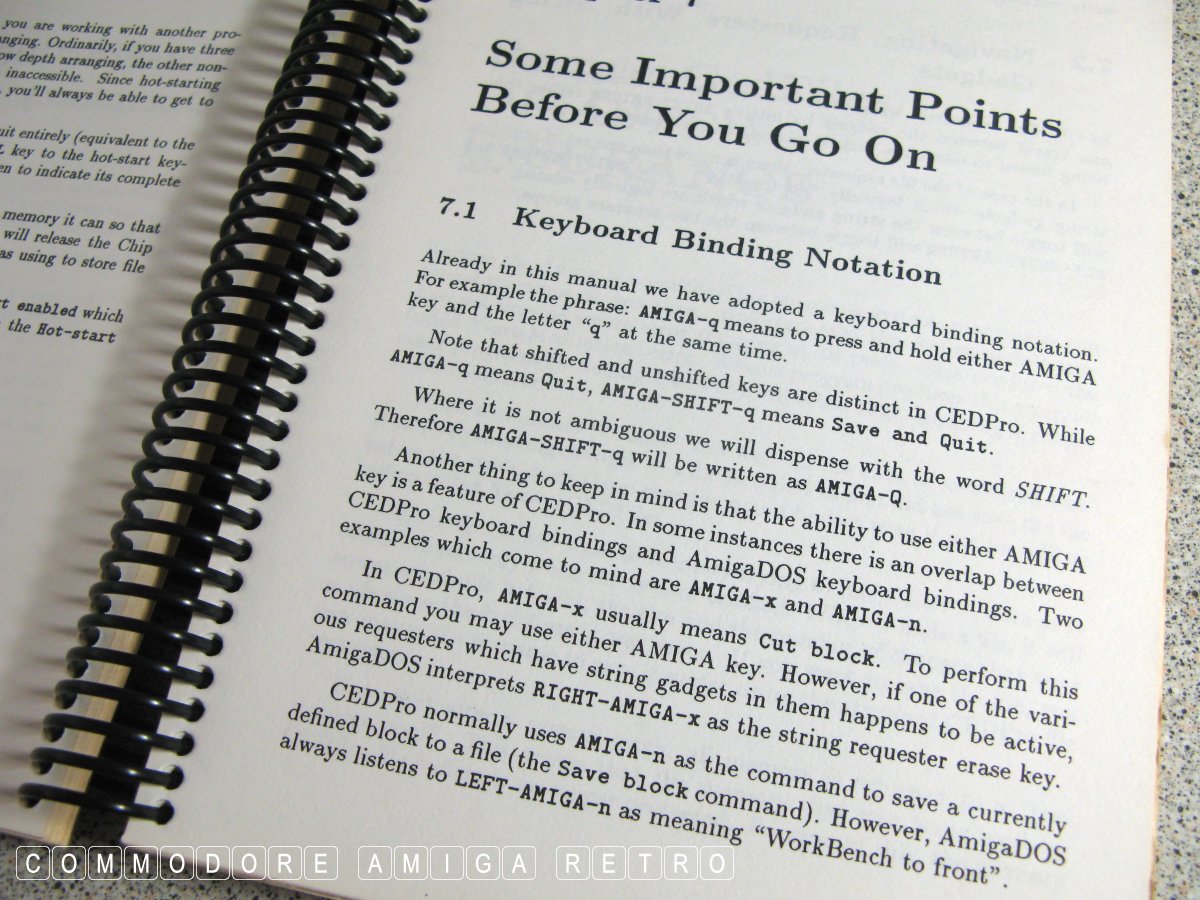 you are working with another pro-
anging. Ordinarily, if you have three
ow depth arranging, the other non-
inaccessible. Since hot-starting
, you'll always be able to get to
uit entirely (equivalent to the
L key to the hot-start key-
en to indicate its complete
memory it can so that
will release the Chip
as using to store file
rt enabled which
the Hot-start
7
Some Important Points
Before You Go On
7.1 Keyboard Binding Notation
Already in this manual we have adopted a keyboard binding notation.
For example the phrase: AMIGA-q means to press and hold either AMIGA
key and the letter “q” at the same time.
Note that shifted and unshifted keys are distinct in CEDPro. While
AMIGA-q means Quit, AMIGA-SHIFT-q means Save and Quit.
Where it is not ambiguous we will dispense with the word SHIFT.
Therefore AMIGA-SHIFT-q will be written as AMIGA-Q.
Another thing to keep in mind is that the ability to use either AMIGA
key is a feature of CEDPro. In some instances there is an overlap between
CEDPro keyboard bindings and AmigaDOS keyboard bindings. Two
examples which come to mind are AMIGA-x and AMIGA-n.
In CEDPro, AMIGA-x usually means Cut block. To perform this
command you may use either AMIGA key. However, if one of the vari-
ous requesters which have string gadgets in them happens to be active,
AmigaDOS interprets RIGHT-AMIGA-x as the string requester erase key.
CEDPro normally uses AMIGA-n as the command to save a currently
defined block to a file (the Save block command). However, AmigaDOS
always listens to LEFT-AMIGA-n as meaning “WorkBench to front”.
COMMODORE AMIGA RETRO